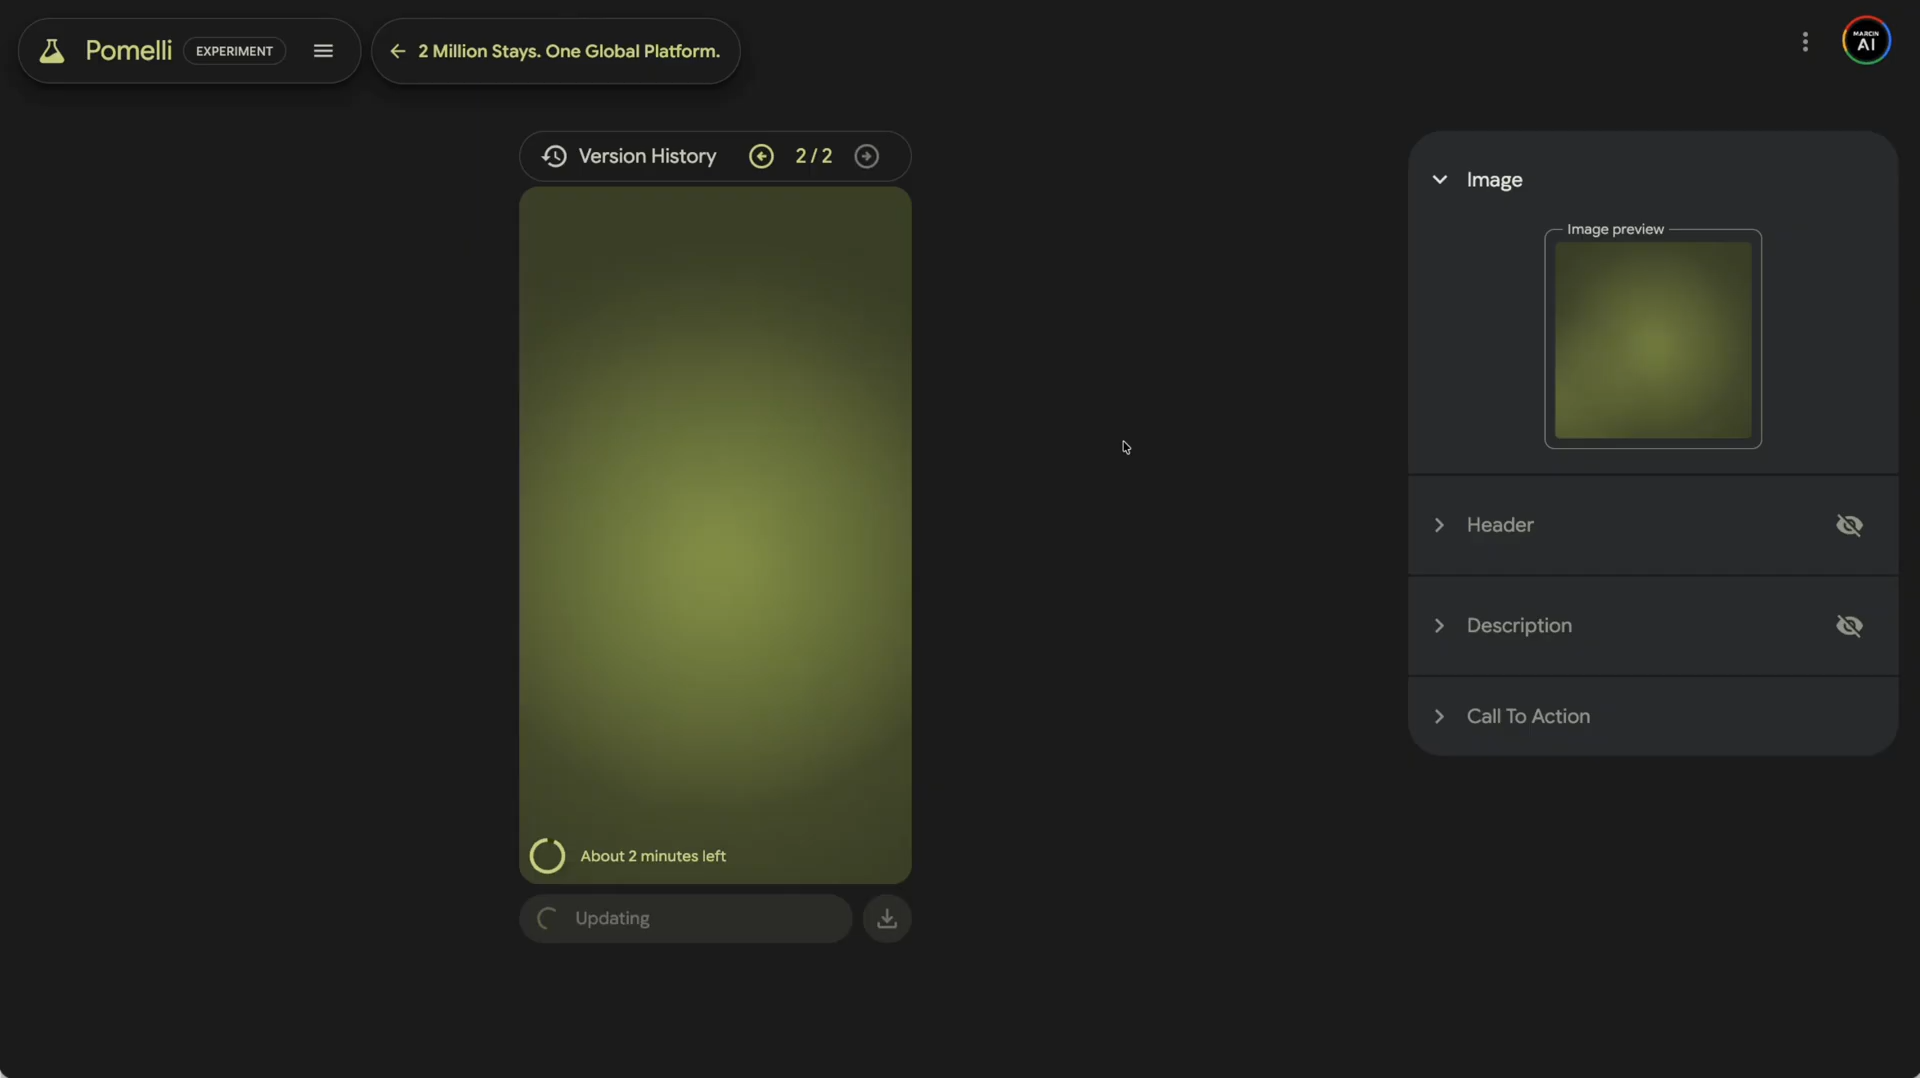 Pomelli EXPERIMENT
2 Million Stays. One Global Platform.
MARCIN
AI
Version History 2 / 2
Image
Image preview
Header
Description
Call To Action
About 2 minutes left
Updating